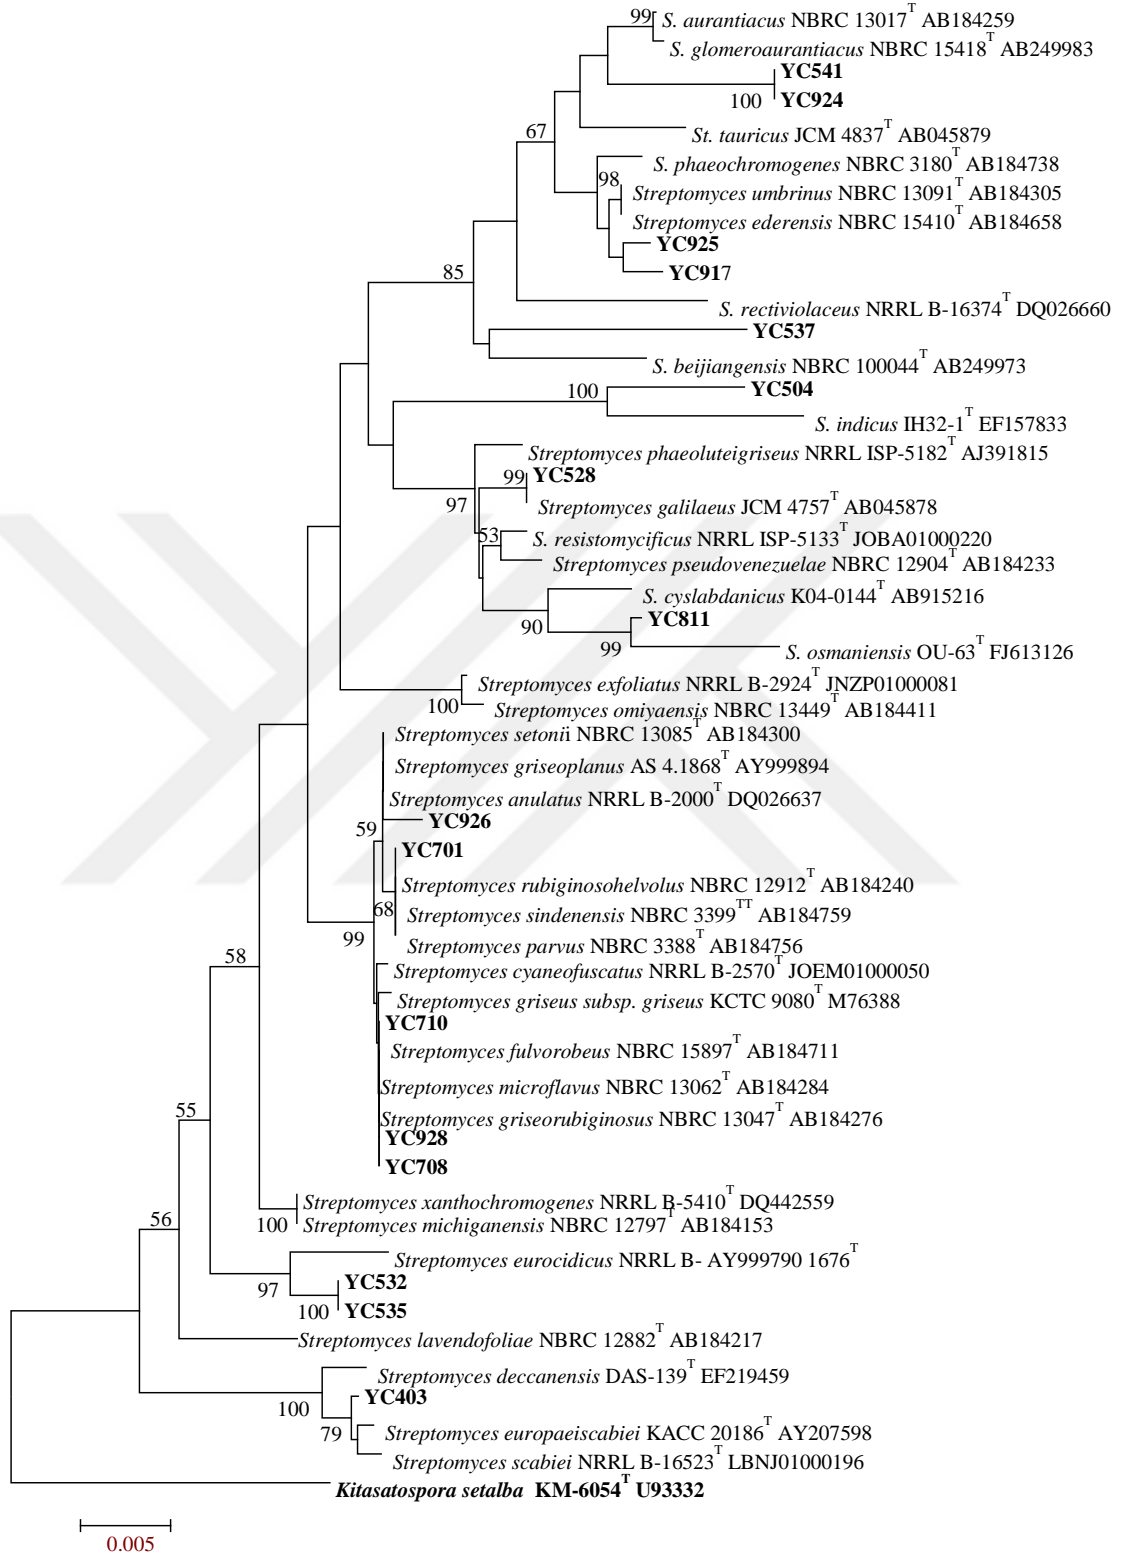 99 S. aurantiacus NBRC 13017T AB184259
S. glomeroaurantiacus NBRC 15418T AB249983
YC541
100 YC924
67 St. tauricus JCM 4837T AB045879
S. phaeochromogenes NBRC 3180T AB184738
98 Streptomyces umbrinus NBRC 13091T AB184305
Streptomyces ederensis NBRC 15410T AB184658
YC925
85 YC917
S. rectiviolaceus NRRL B-16374T DQ026660
YC537
S. beijiangensis NBRC 100044T AB249973
100 YC504
S. indicus IH32-1T EF157833
Streptomyces phaeoluteigriseus NRRL ISP-5182T AJ391815
99 YC528
97 Streptomyces galilaeus JCM 4757T AB045878
53 S. resistomycificus NRRL ISP-5133T JOBA01000220
Streptomyces pseudovenezuelae NBRC 12904T AB184233
S. cyslabdanicus K04-0144T AB915216
90 YC811
99 S. osmaniensis OU-63T FJ613126
Streptomyces exfoliatus NRRL B-2924T JNZP01000081
100 Streptomyces omiyaensis NBRC 13449T AB184411
Streptomyces setonii NBRC 13085T AB184300
Streptomyces griseoplanus AS 4.1868T AY999894
Streptomyces anulatus NRRL B-2000T DQ026637
59 YC926
YC701
Streptomyces rubiginosohelvolus NBRC 12912T AB184240
68 Streptomyces sindenensis NBRC 3399TT AB184759
99 Streptomyces parvus NBRC 3388T AB184756
58 Streptomyces cyaneofuscatus NRRL B-2570T JOEM01000050
Streptomyces griseus subsp. griseus KCTC 9080T M76388
YC710
Streptomyces fulvorobeus NBRC 15897T AB184711
Streptomyces microflavus NBRC 13062T AB184284
55 Streptomyces griseorubiginosus NBRC 13047T AB184276
YC928
YC708
Streptomyces xanthochromogenes NRRL B-5410T DQ442559
56 100 Streptomyces michiganensis NBRC 12797T AB184153
Streptomyces eurocidicus NRRL B- AY999790 1676T
97 YC532
100 YC535
Streptomyces lavendofoliae NBRC 12882T AB184217
Streptomyces deccanensis DAS-139T EF219459
100 YC403
79 Streptomyces europaeiscabiei KACC 20186T AY207598
Streptomyces scabiei NRRL B-16523T LBNJ01000196
Kitasatospora setalba KM-6054T U93332
0.005